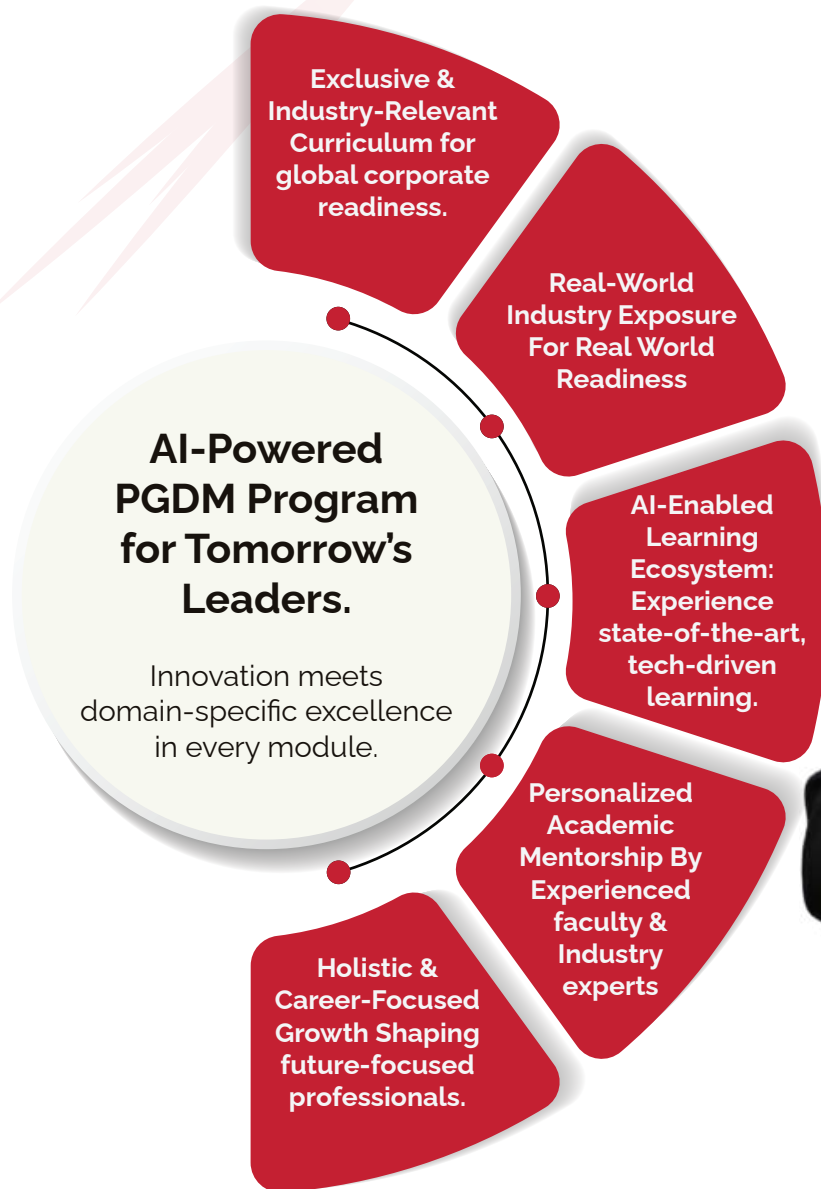 Exclusive &
Industry-Relevant
Curriculum for
global corporate
readiness.
Real-World
Industry Exposure
For Real World
Readiness
AI-Powered
PGDM Program
for Tomorrow’s
Leaders.
Innovation meets
domain-specific excellence
in every module.
AI-Enabled
Learning
Ecosystem:
Experience
state-of-the-art,
tech-driven
learning.
Personalized
Academic
Mentorship By
Experienced
faculty &
Industry
experts
Holistic &
Career-Focused
Growth Shaping
future-focused
professionals.